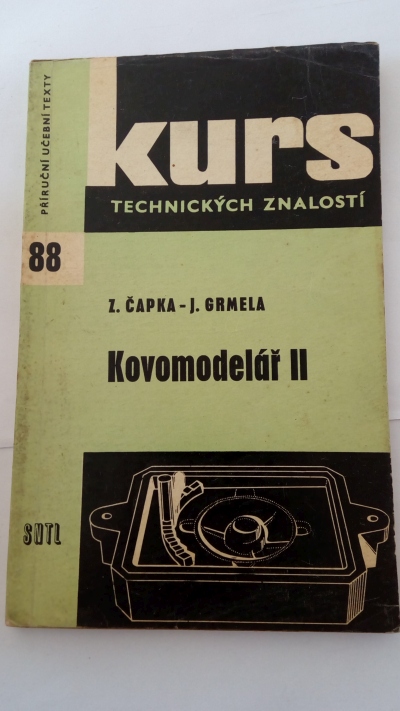 PŘÍRUČNÍ UČEBNÍ TEXTY
kurs
TECHNICKÝCH ZNALOSTÍ
88
Z. ČAPKA - J. GRMELA
Kovomodelář II
SNTL